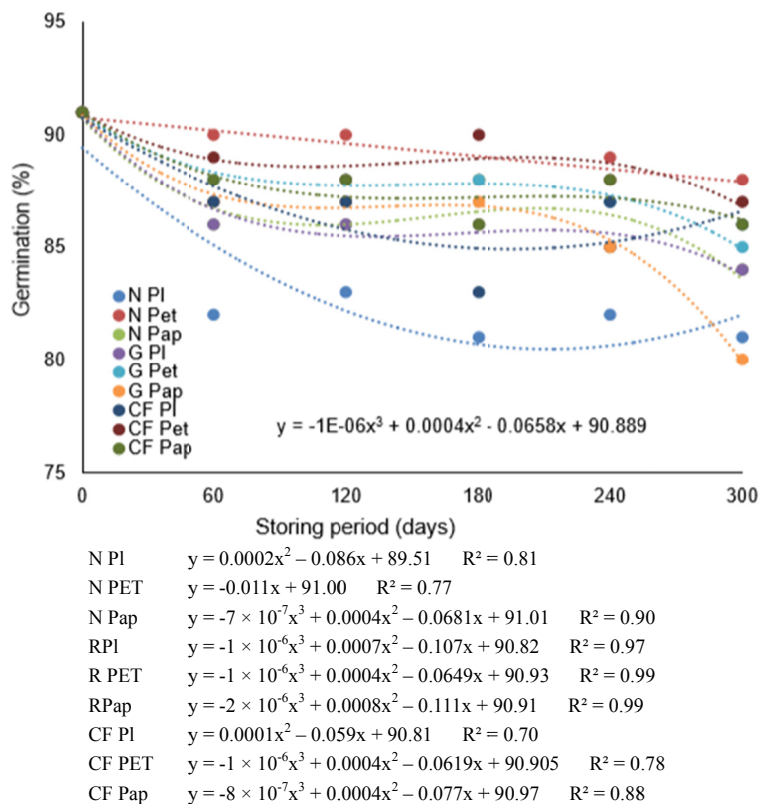 95
90
85
80
75
Germination (%)
N Pl
N Pet
N Pap
G Pl
G Pet
G Pap
CF Pl
CF Pet
CF Pap
y = -1E-06x³ + 0.0004x² - 0.0658x + 90.889
0 60 120 180 240 300
Storing period (days)
N Pl y = 0.0002x² – 0.086x + 89.51 R² = 0.81
N PET y = -0.011x + 91.00 R² = 0.77
N Pap y = -7 × 10⁻⁷x³ + 0.0004x² – 0.0681x + 91.01 R² = 0.90
RPl y = -1 × 10⁻⁶x³ + 0.0007x² – 0.107x + 90.82 R² = 0.97
R PET y = -1 × 10⁻⁶x³ + 0.0004x² – 0.0649x + 90.93 R² = 0.99
RPap y = -2 × 10⁻⁶x³ + 0.0008x² – 0.111x + 90.91 R² = 0.99
CF Pl y = 0.0001x² – 0.059x + 90.81 R² = 0.70
CF PET y = -1 × 10⁻⁶x³ + 0.0004x² – 0.0619x + 90.905 R² = 0.78
CF Pap y = -8 × 10⁻⁷x³ + 0.0004x² – 0.077x + 90.97 R² = 0.88